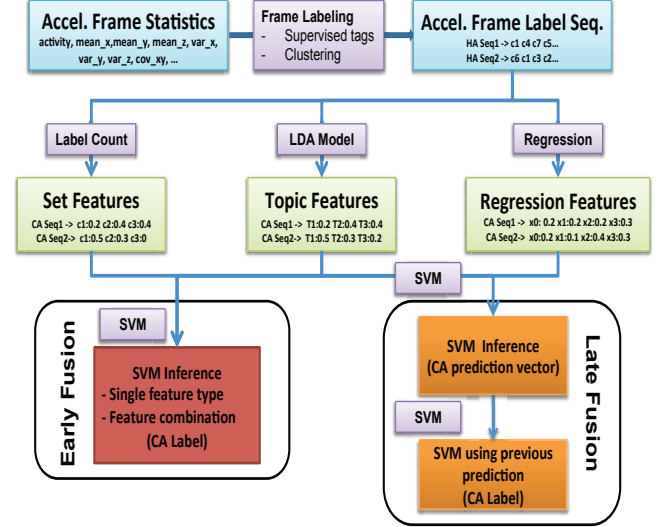 Accel. Frame Statistics
activity, mean_x,mean_y, mean_z, var_x,
var_y, var_z, cov_xy, ...
Frame Labeling
- Supervised tags
- Clustering
Accel. Frame Label Seq.
HA Seq1 -> c1 c4 c7 c5...
HA Seq2 -> c6 c1 c3 c2...
Label Count
LDA Model
Regression
Set Features
CA Seq1 -> c1:0.2 c2:0.4 c3:0.4
CA Seq2-> c1:0.5 c2:0.3 c3:0
Topic Features
CA Seq1 -> T1:0.2 T2:0.4 T3:0.4
CA Seq2-> T1:0.5 T2:0.3 T3:0.2
Regression Features
CA Seq1 -> x0: 0.2 x1:0.2 x2:0.2 x3:0.3
CA Seq2-> x0:0.2 x1:0.1 x2:0.4 x3:0.3
SVM
Early Fusion
SVM
SVM Inference
- Single feature type
- Feature combination
(CA Label)
SVM Inference
(CA prediction vector)
SVM
SVM using previous
prediction
(CA Label)
Late Fusion